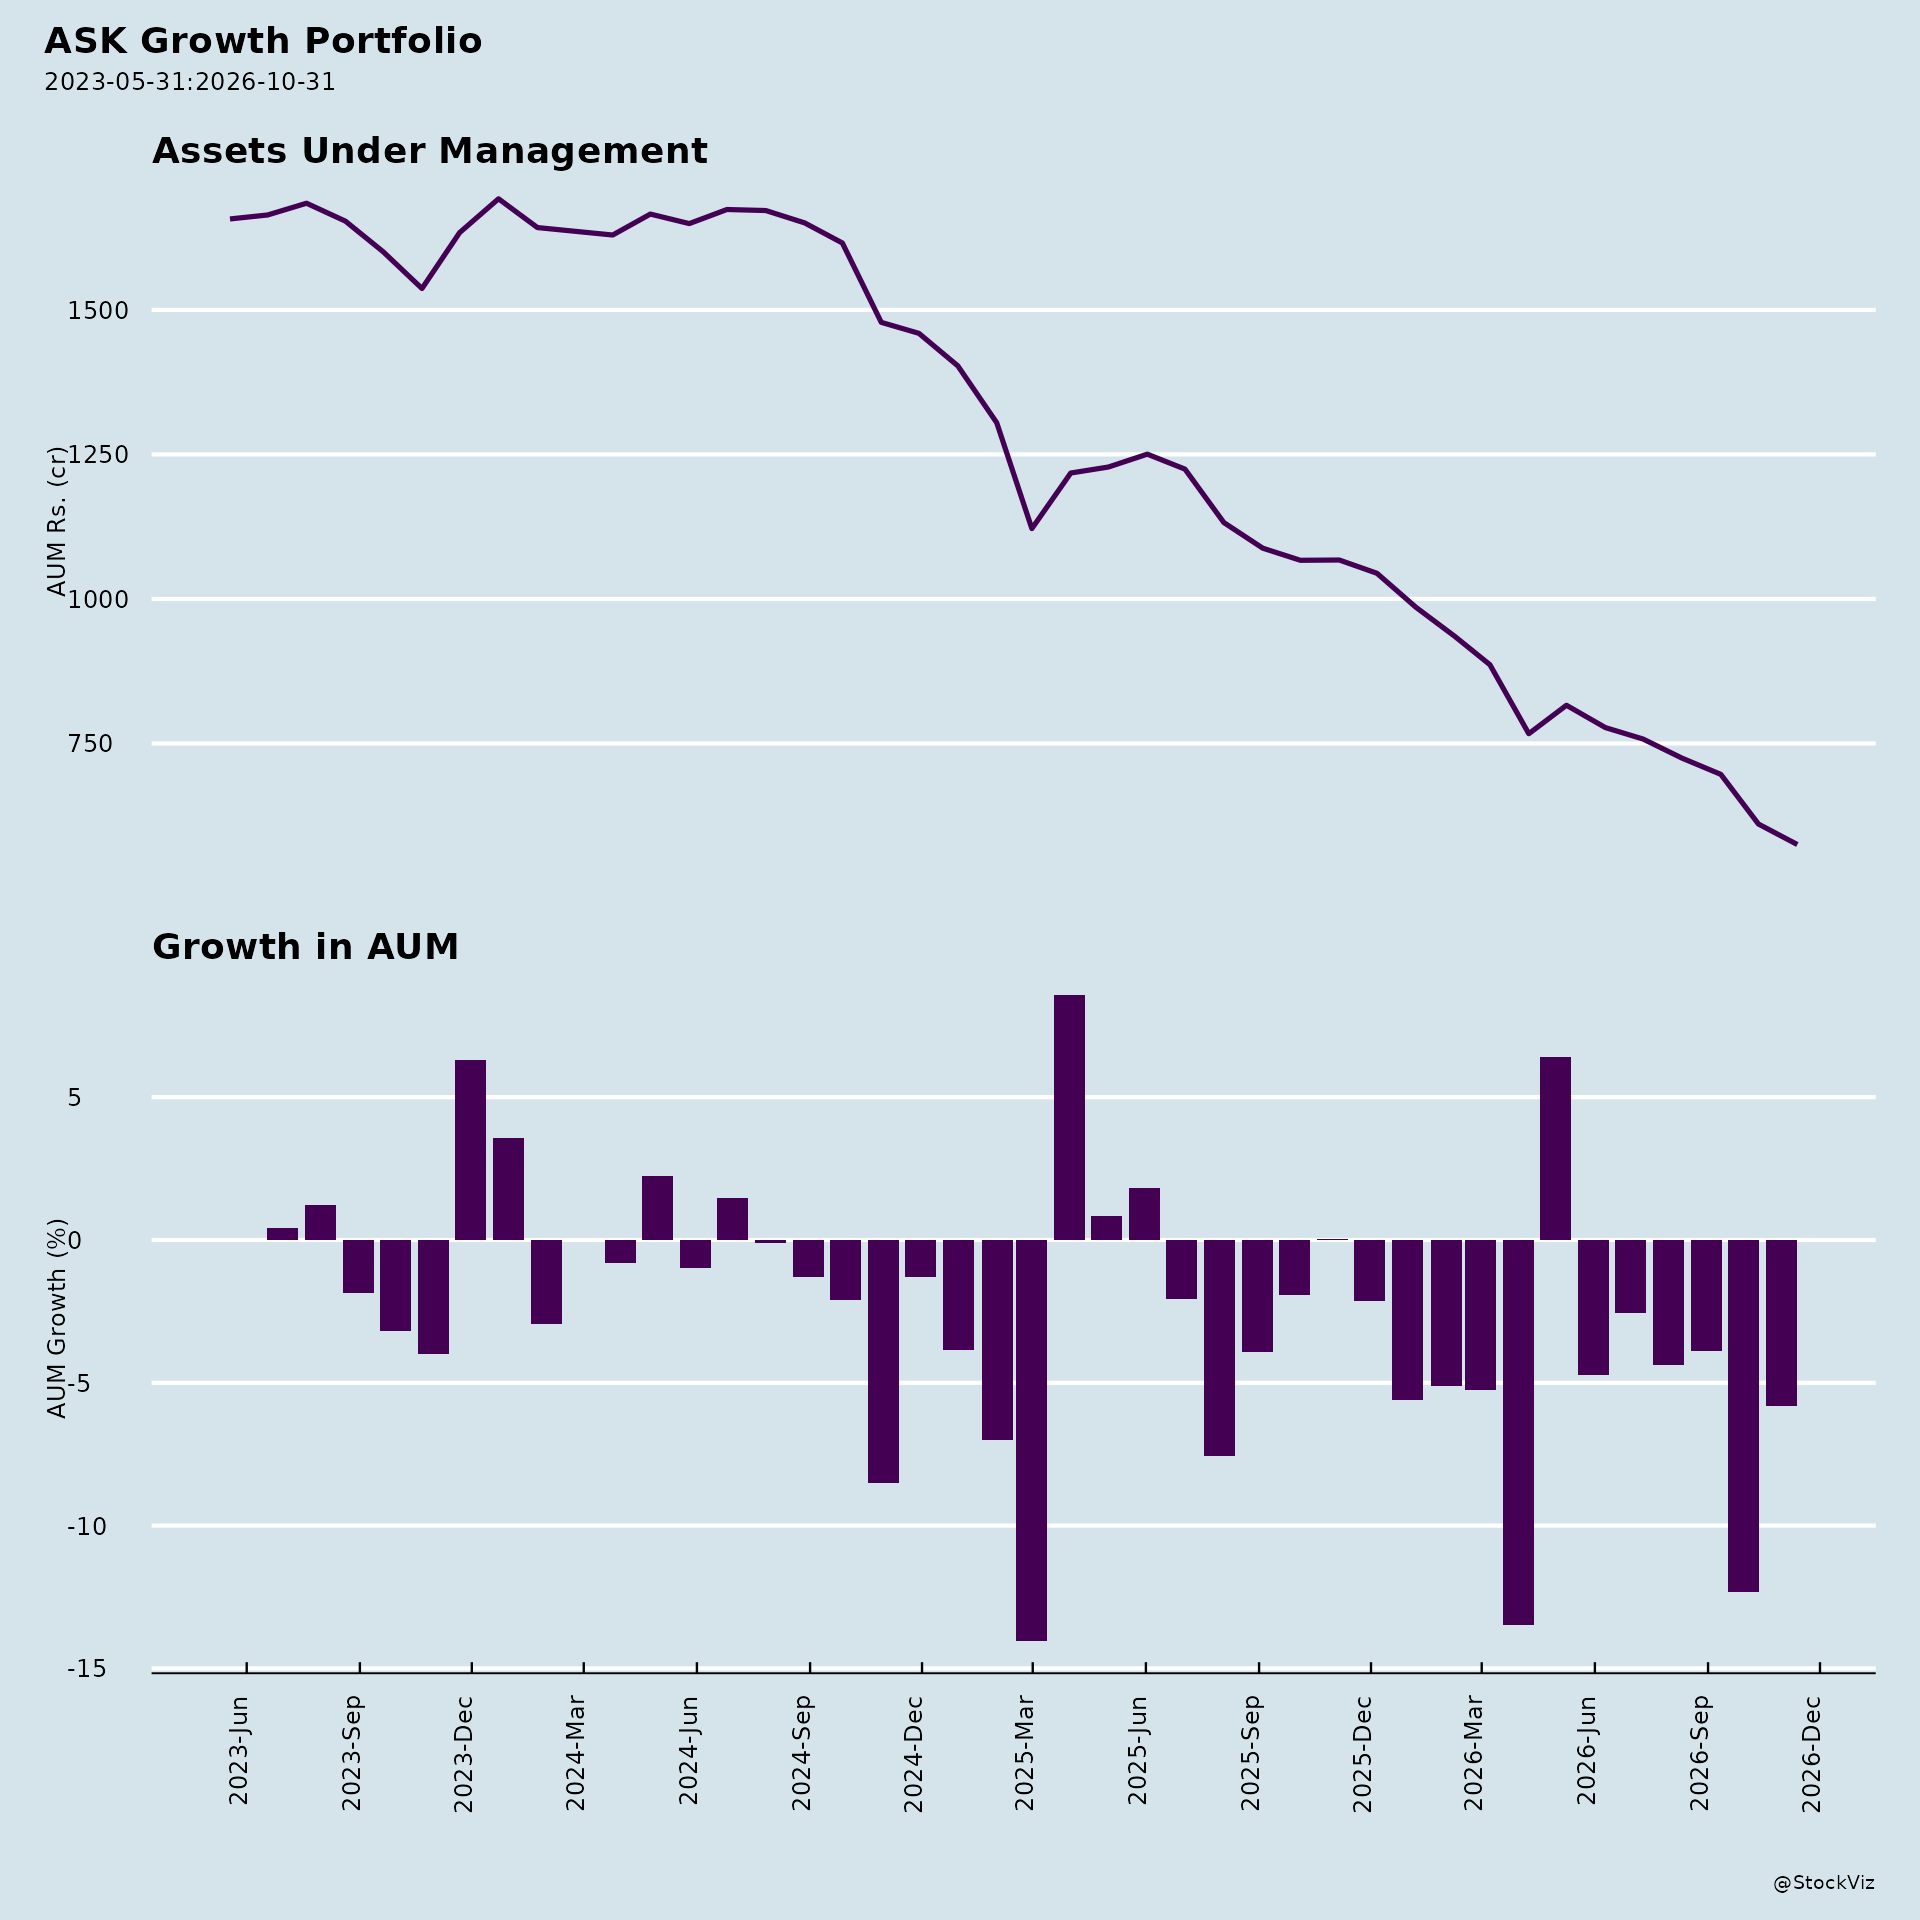 ASK Growth Portfolio
2023-05-31:2026-10-31
Assets Under Management
AUM Rs. (cr)
1500
1250
1000
750
Growth in AUM
AUM Growth (%)
5
0
-5
-10
-15
2023-Jun
2023-Sep
2023-Dec
2024-Mar
2024-Jun
2024-Sep
2024-Dec
2025-Mar
2025-Jun
2025-Sep
2025-Dec
2026-Mar
2026-Jun
2026-Sep
2026-Dec
@StockViz